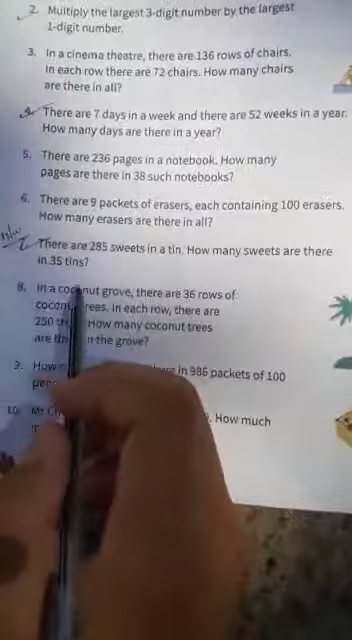 2. Multiply the largest 3-digit number by the largest
1-digit number.
3. In a cinema theatre, there are 136 rows of chairs.
In each row there are 72 chairs. How many chairs
are there in all?
There are 7 days in a week and there are 52 weeks in a year.
How many days are there in a year?
5. There are 236 pages in a notebook. How many
pages are there in 38 such notebooks?
6. There are 9 packets of erasers, each containing 100 erasers.
How many erasers are there in all?
There are 285 sweets in a tin. How many sweets are there
in 35 tins?
8. In a coconut grove, there are 36 rows of
trees. In each row, there are
250 How many coconut trees
are in the grove?
9. How in 986 packets of 100
10. Mr How much